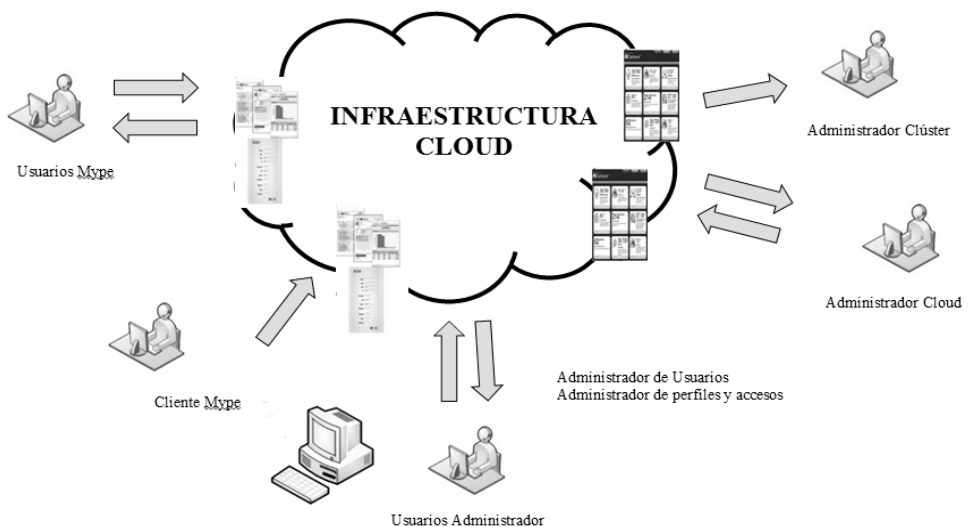 INFRAESTRUCTURA
CLOUD
Usuarios Mype
Administrador Clúster
Administrador Cloud
Cliente Mype
Administrador de Usuarios
Administrador de perfiles y accesos
Usuarios Administrador